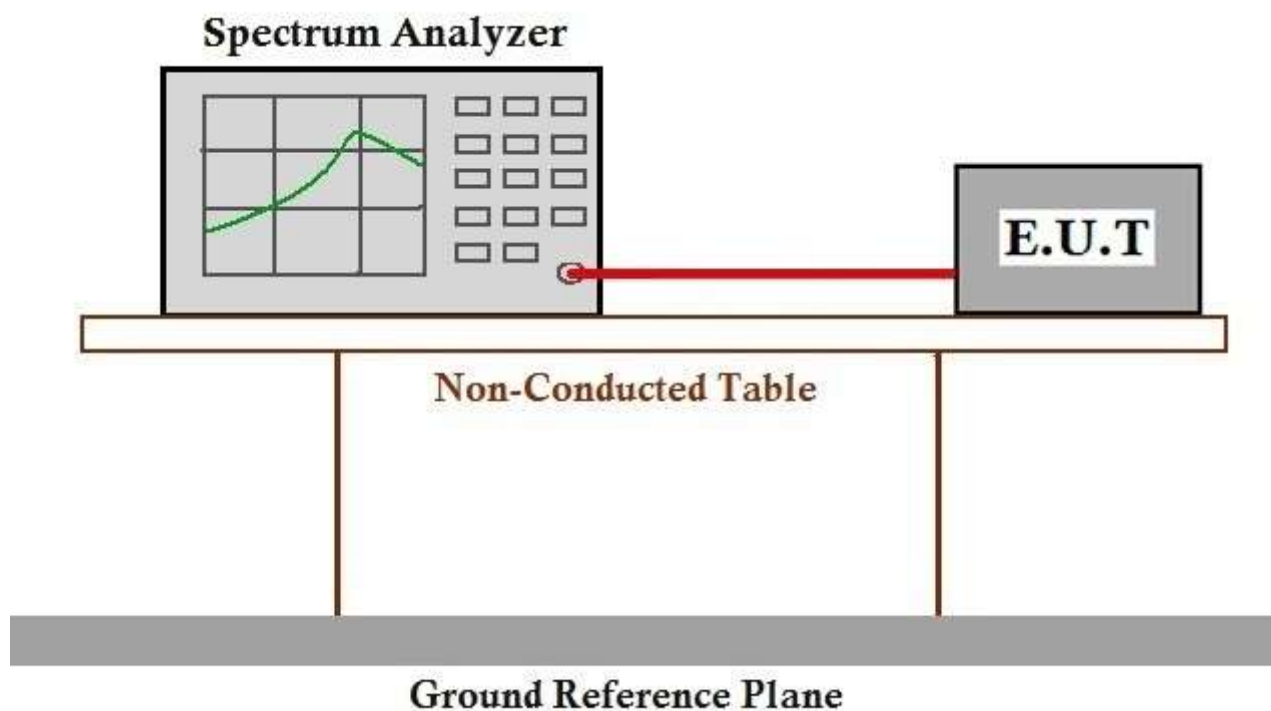 Spectrum Analyzer
E.U.T
Non-Conducted Table
Ground Reference Plane